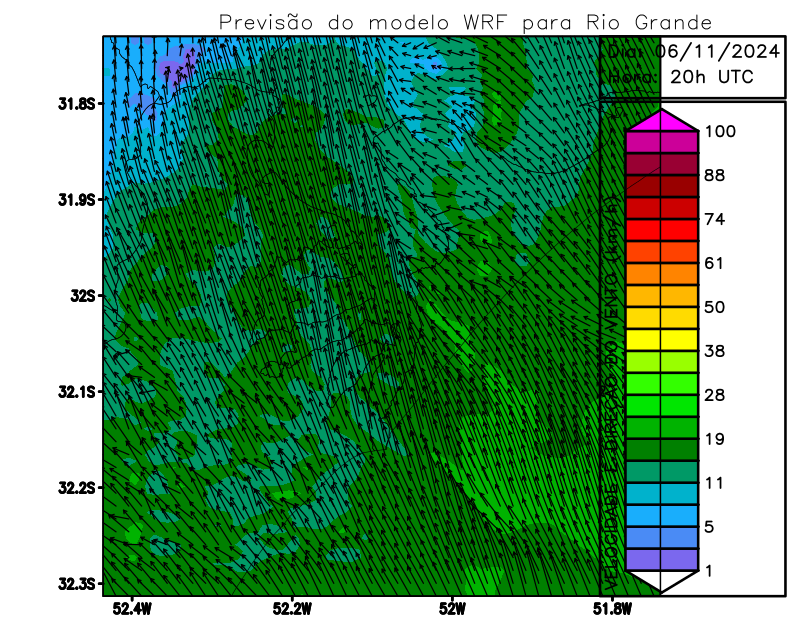 Previsão do modelo WRF para Rio Grande
Dia: 06/11/2024
Hora: 20h UTC
31.8S
31.9S
32S
32.1S
32.2S
32.3S
52.4W
52.2W
52W
51.8W
VELOCIDADE E DIREÇÃO DO VENTO (km/h)
100
88
74
61
50
38
28
19
11
5
1